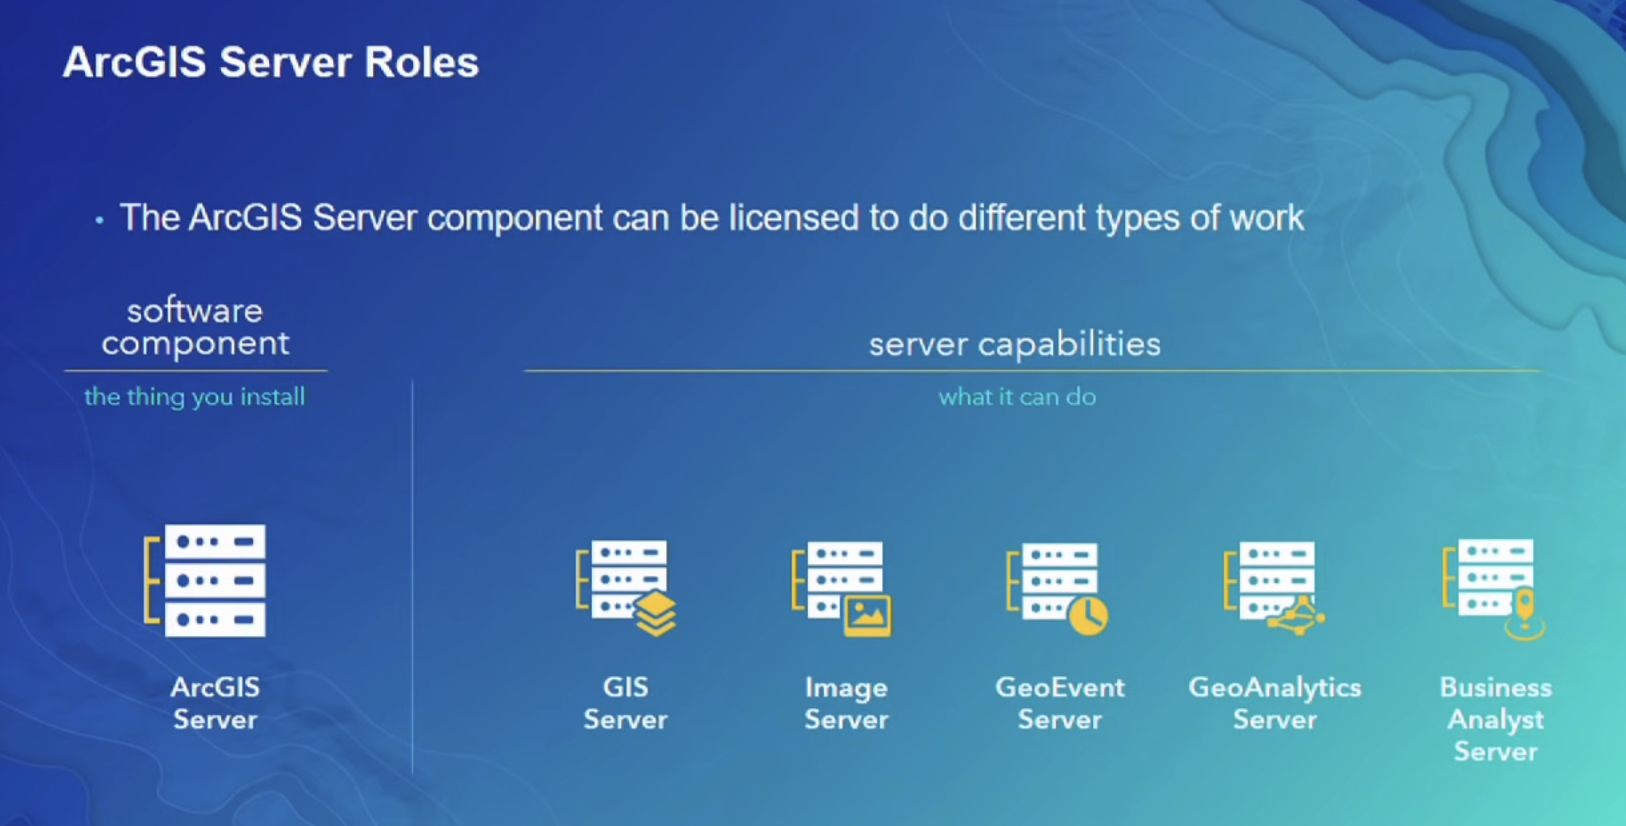 ArcGIS Server Roles
• The ArcGIS Server component can be licensed to do different types of work
software
component
the thing you install
server capabilities
what it can do
ArcGIS
Server
GIS
Server
Image
Server
GeoEvent
Server
GeoAnalytics
Server
Business
Analyst
Server